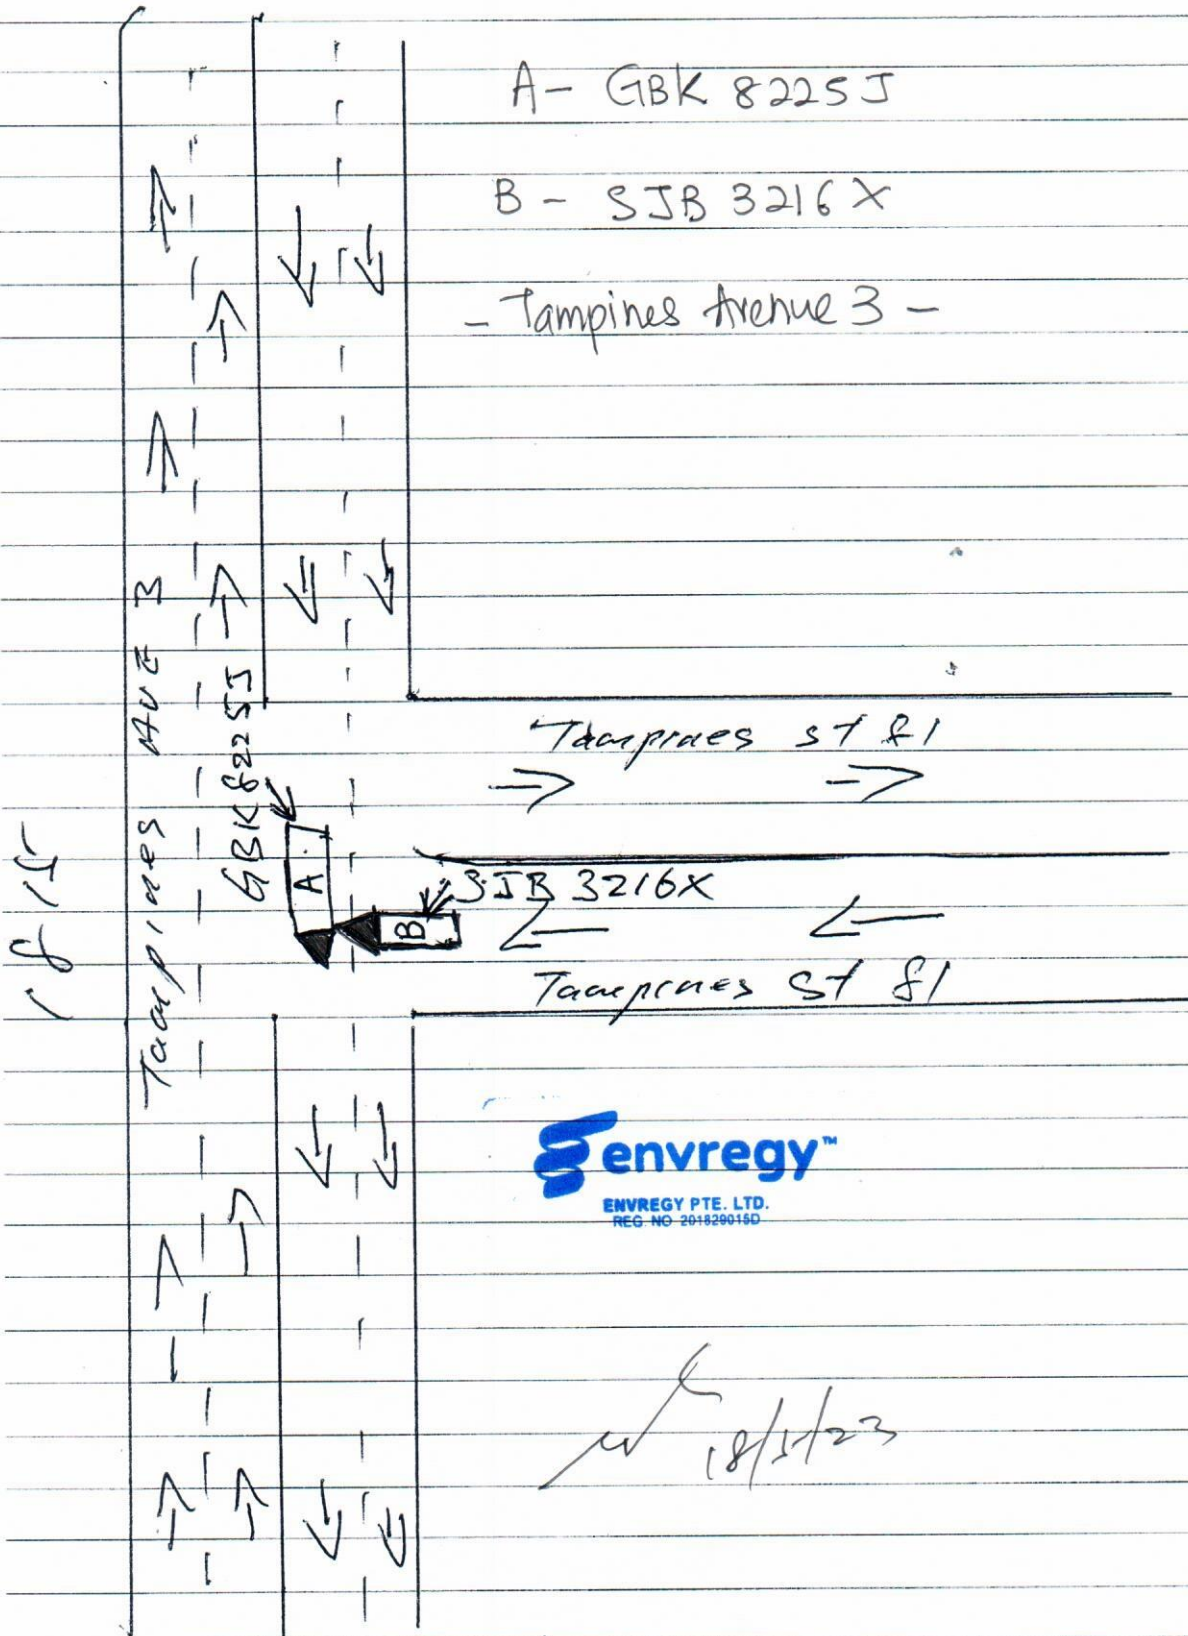 A - GBK 8225J
B - SJB 3216X
- Tampines Avenue 3 -
Tampines AVE 3
GBK8225J
Tampines st 81
A
SJB 3216X
B
Tampines St 81
envregy™
ENVREGY PTE. LTD.
REG. NO 201829015D
18/5/23